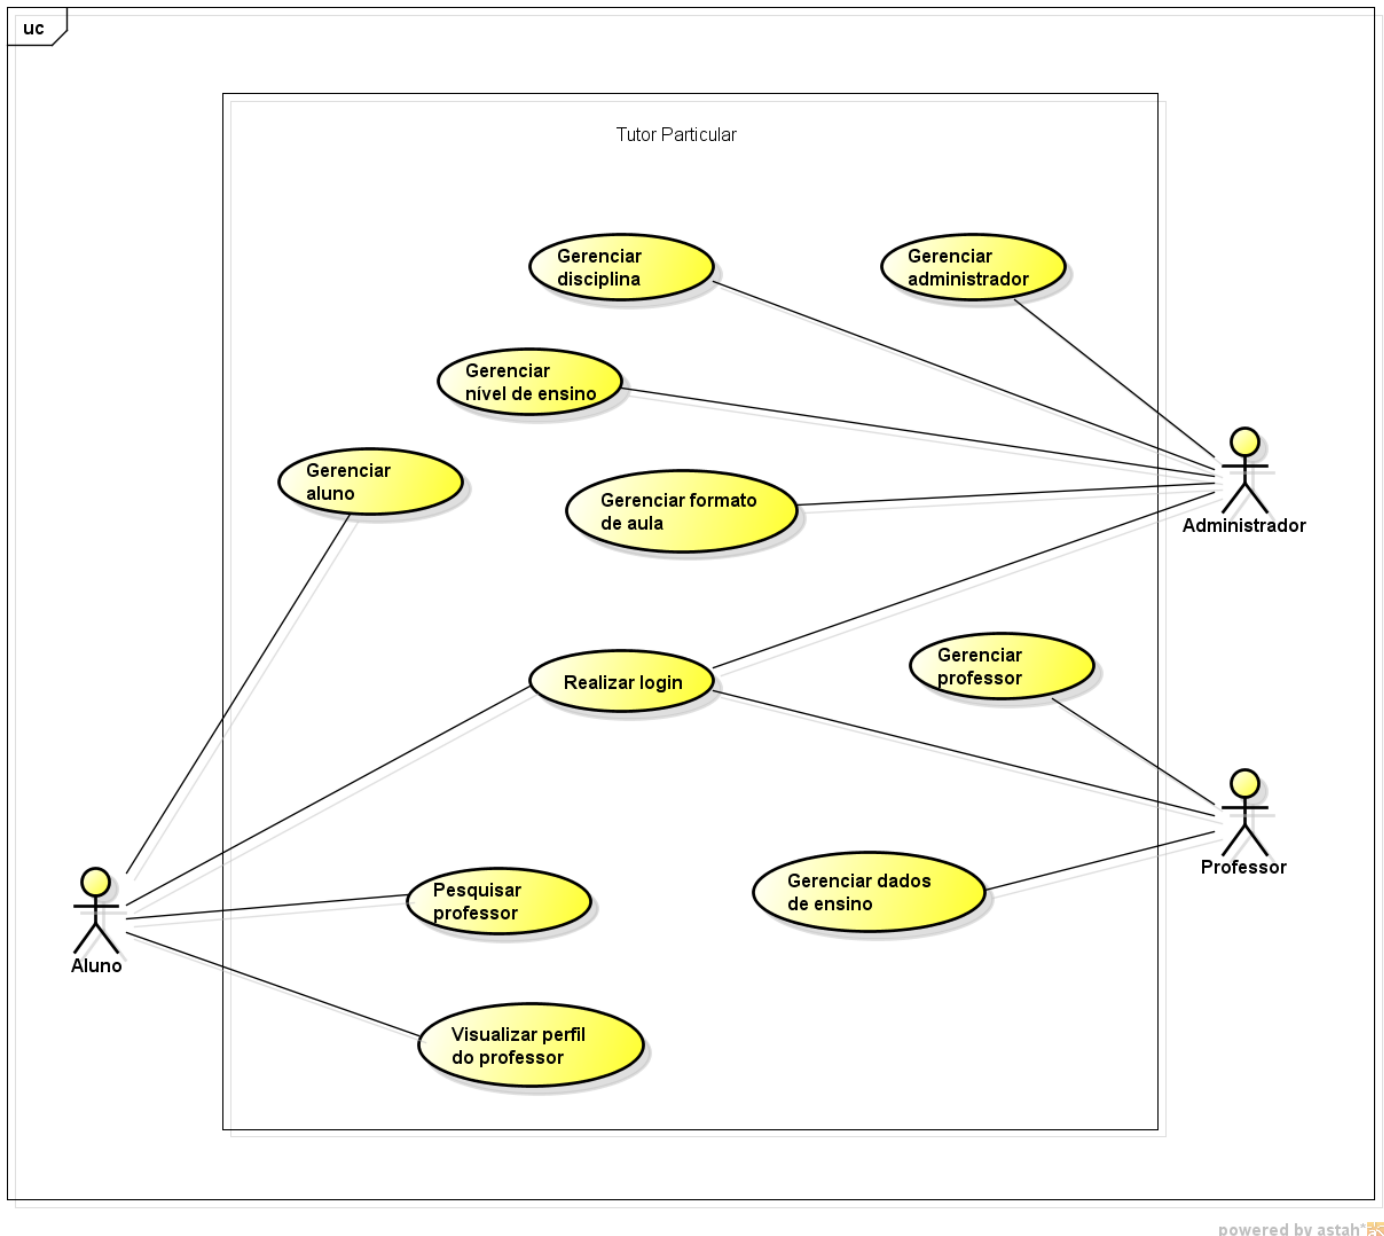 uc
Tutor Particular
Gerenciar
disciplina
Gerenciar
administrador
Gerenciar
nível de ensino
Gerenciar
aluno
Gerenciar formato
de aula
Administrador
Realizar login
Gerenciar
professor
Professor
Gerenciar dados
de ensino
Pesquisar
professor
Aluno
Visualizar perfil
do professor
powered by astah*